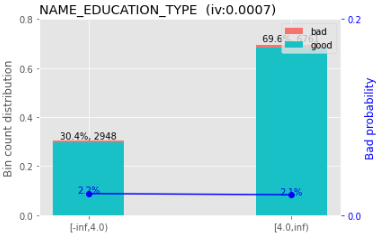 NAME_EDUCATION_TYPE (iv:0.0007)
Bin count distribution
0.8
0.6
0.4
0.2
0.0
30.4%, 2948
69.6%,
bad
good
2.2%
2.1%
0.2
0.0
Bad probability
[-inf,4.0)
[4.0,inf)